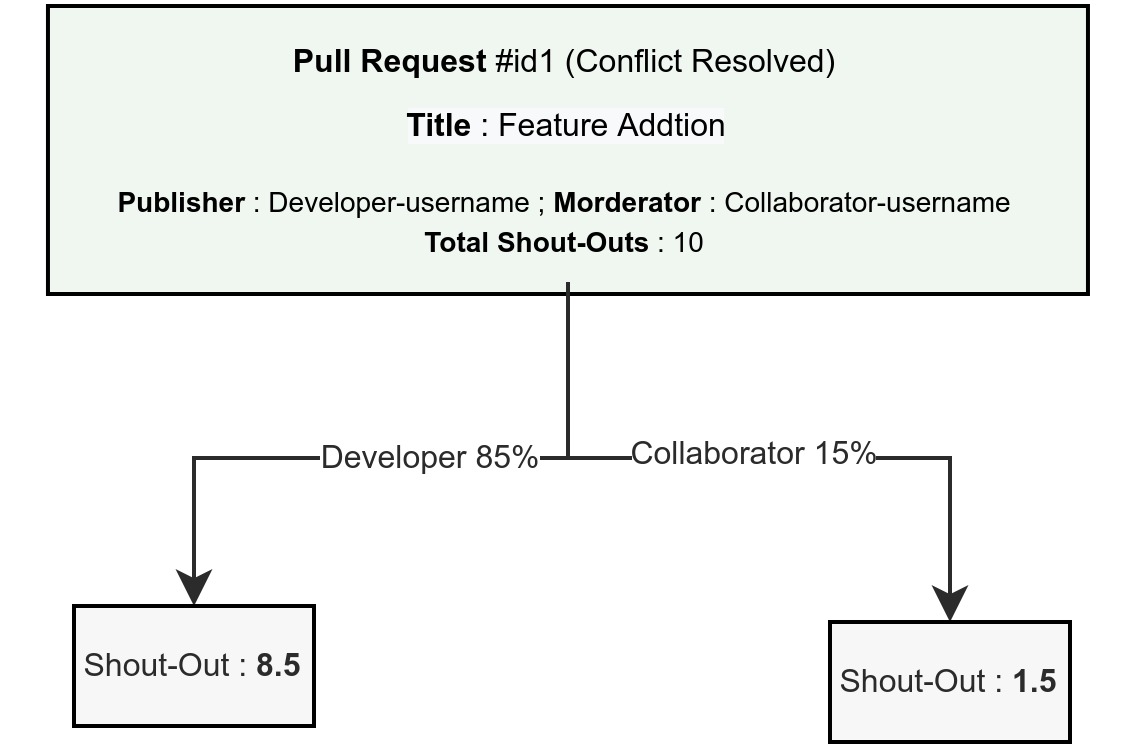 Pull Request #id1 (Conflict Resolved)
Title : Feature Addtion
Publisher : Developer-username ; Morderator : Collaborator-username
Total Shout-Outs : 10
Developer 85%
Collaborator 15%
Shout-Out : 8.5
Shout-Out : 1.5